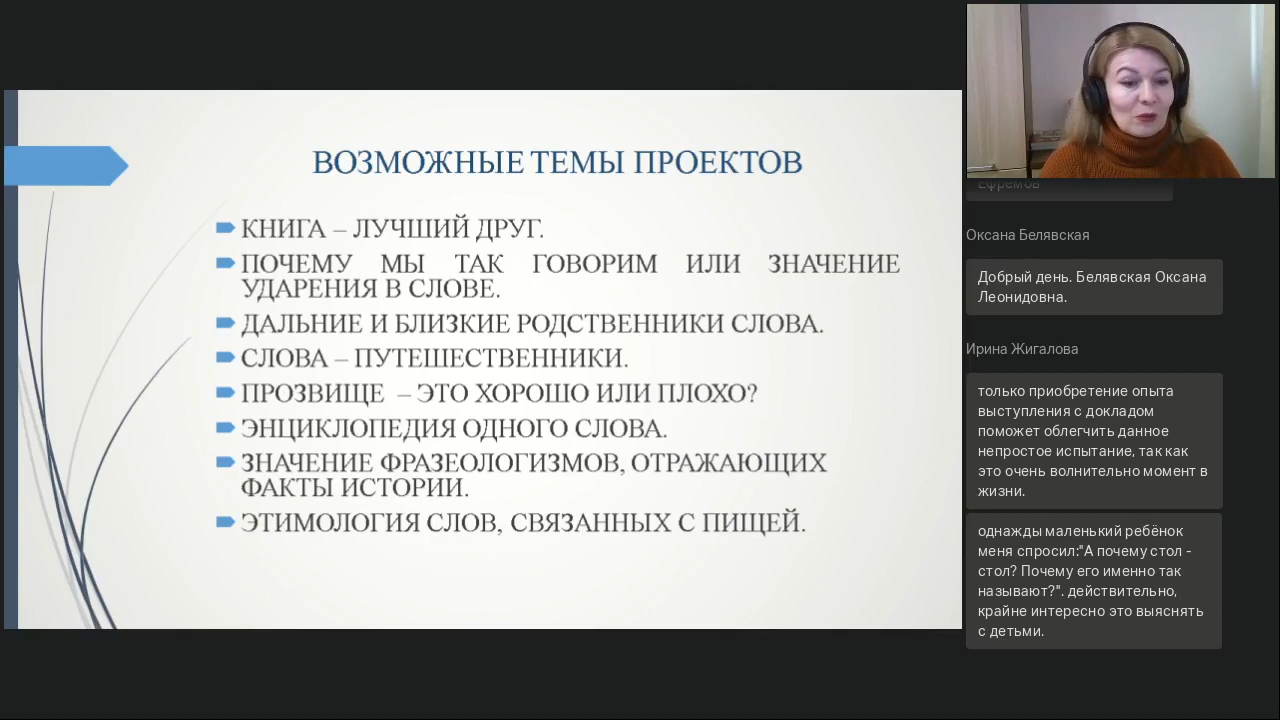 ВОЗМОЖНЫЕ ТЕМЫ ПРОЕКТОВ
КНИГА – ЛУЧШИЙ ДРУГ.
ПОЧЕМУ МЫ ТАК ГОВОРИМ ИЛИ ЗНАЧЕНИЕ
УДАРЕНИЯ В СЛОВЕ.
ДАЛЬНИЕ И БЛИЗКИЕ РОДСТВЕННИКИ СЛОВА.
СЛОВА – ПУТЕШЕСТВЕННИКИ.
ПРОЗВИЩЕ – ЭТО ХОРОШО ИЛИ ПЛОХО?
ЭНЦИКЛОПЕДИЯ ОДНОГО СЛОВА.
ЗНАЧЕНИЕ ФРАЗЕОЛОГИЗМОВ, ОТРАЖАЮЩИХ
ФАКТЫ ИСТОРИИ.
ЭТИМОЛОГИЯ СЛОВ, СВЯЗАННЫХ С ПИЩЕЙ.
Ефремов
Оксана Белявская
Добрый день. Белявская Оксана
Леонидовна.
Ирина Жигалова
только приобретение опыта
выступления с докладом
поможет облегчить данное
непростое испытание, так как
это очень волнительно момент в
жизни.
однажды маленький ребёнок
меня спросил:"А почему стол -
стол? Почему его именно так
называют?". действительно,
крайне интересно это выяснять
с детьми.